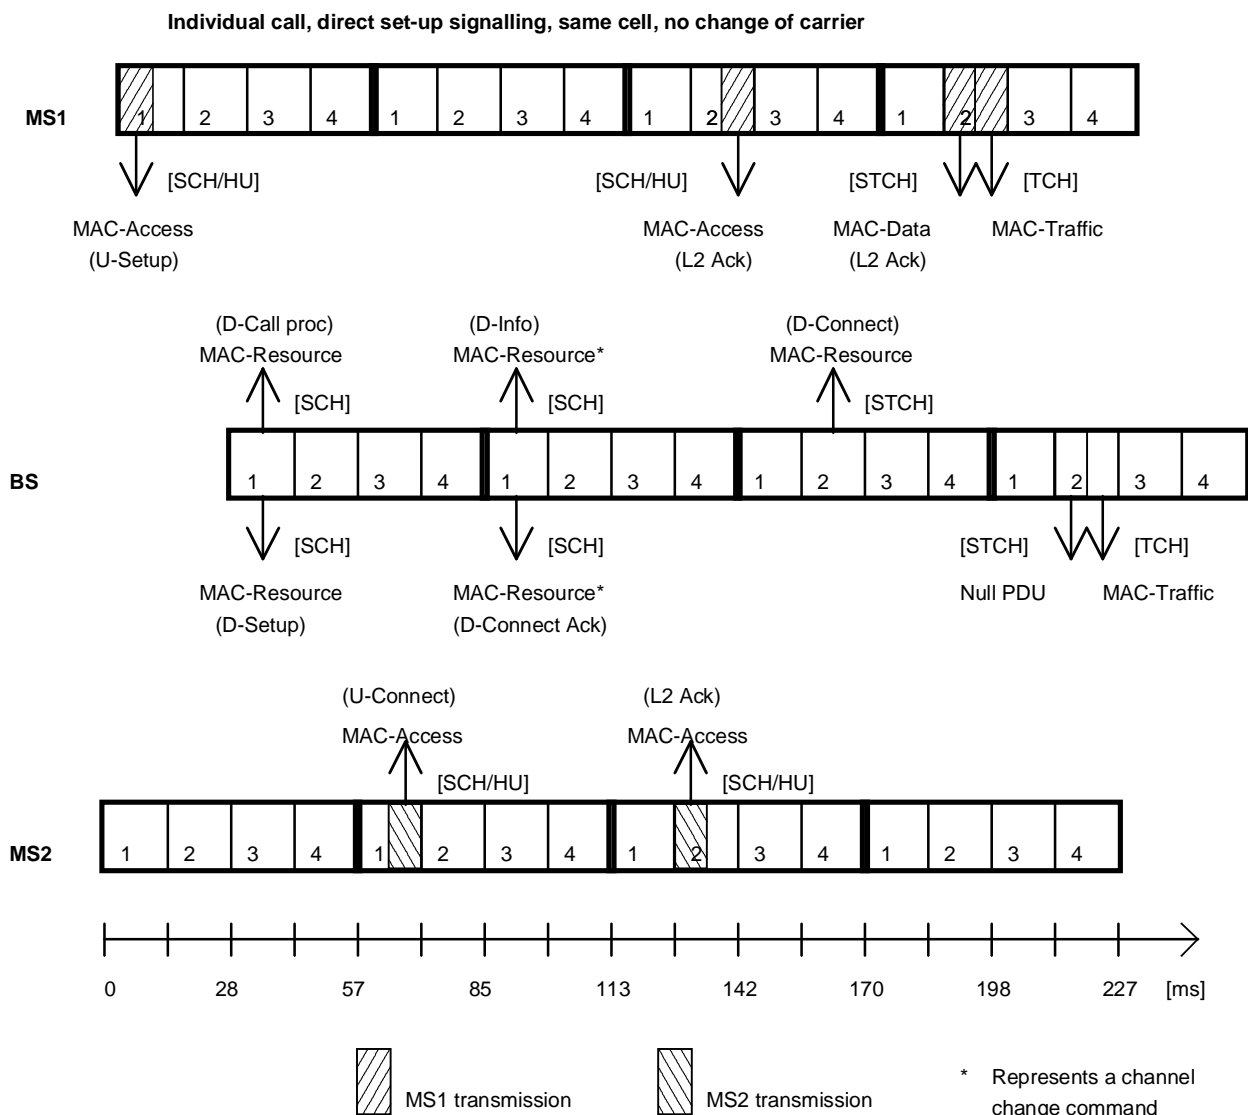 Individual call, direct set-up signalling, same cell, no change of carrier
MS1
1 2 3 4 1 2 3 4 1 2 3 4 1 2 3 4
[SCH/HU] [SCH/HU] [STCH] [TCH]
MAC-Access MAC-Access MAC-Data MAC-Traffic
(U-Setup) (L2 Ack) (L2 Ack)
(D-Call proc) (D-Info) (D-Connect)
MAC-Resource MAC-Resource* MAC-Resource
[SCH] [SCH] [STCH]
BS
1 2 3 4 1 2 3 4 1 2 3 4 1 2 3 4
[SCH] [SCH] [STCH] [TCH]
MAC-Resource MAC-Resource* Null PDU MAC-Traffic
(D-Setup) (D-Connect Ack)
(U-Connect) (L2 Ack)
MAC-Access MAC-Access
[SCH/HU] [SCH/HU]
MS2
1 2 3 4 1 2 3 4 1 2 3 4 1 2 3 4
0 28 57 85 113 142 170 198 227 [ms]
MS1 transmission MS2 transmission * Represents a channel
change command